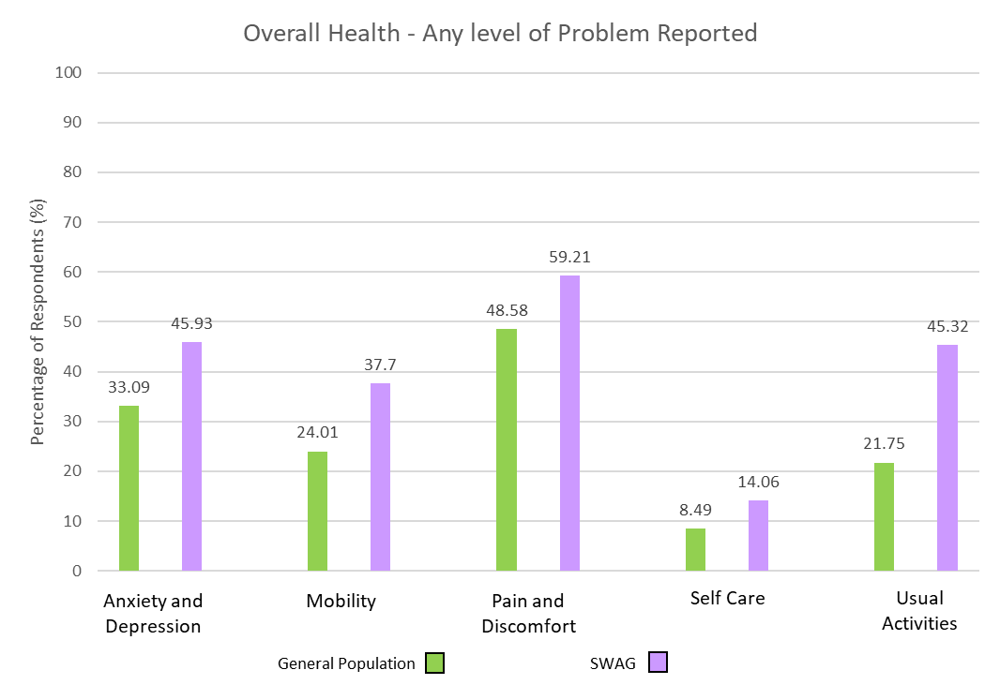 Overall Health - Any level of Problem Reported
Percentage of Respondents (%)
100
90
80
70
60
50
40
30
20
10
0
33.09
45.93
24.01
37.7
48.58
59.21
8.49
14.06
21.75
45.32
Anxiety and
Depression
Mobility
Pain and
Discomfort
Self Care
Usual
Activities
General Population
SWAG